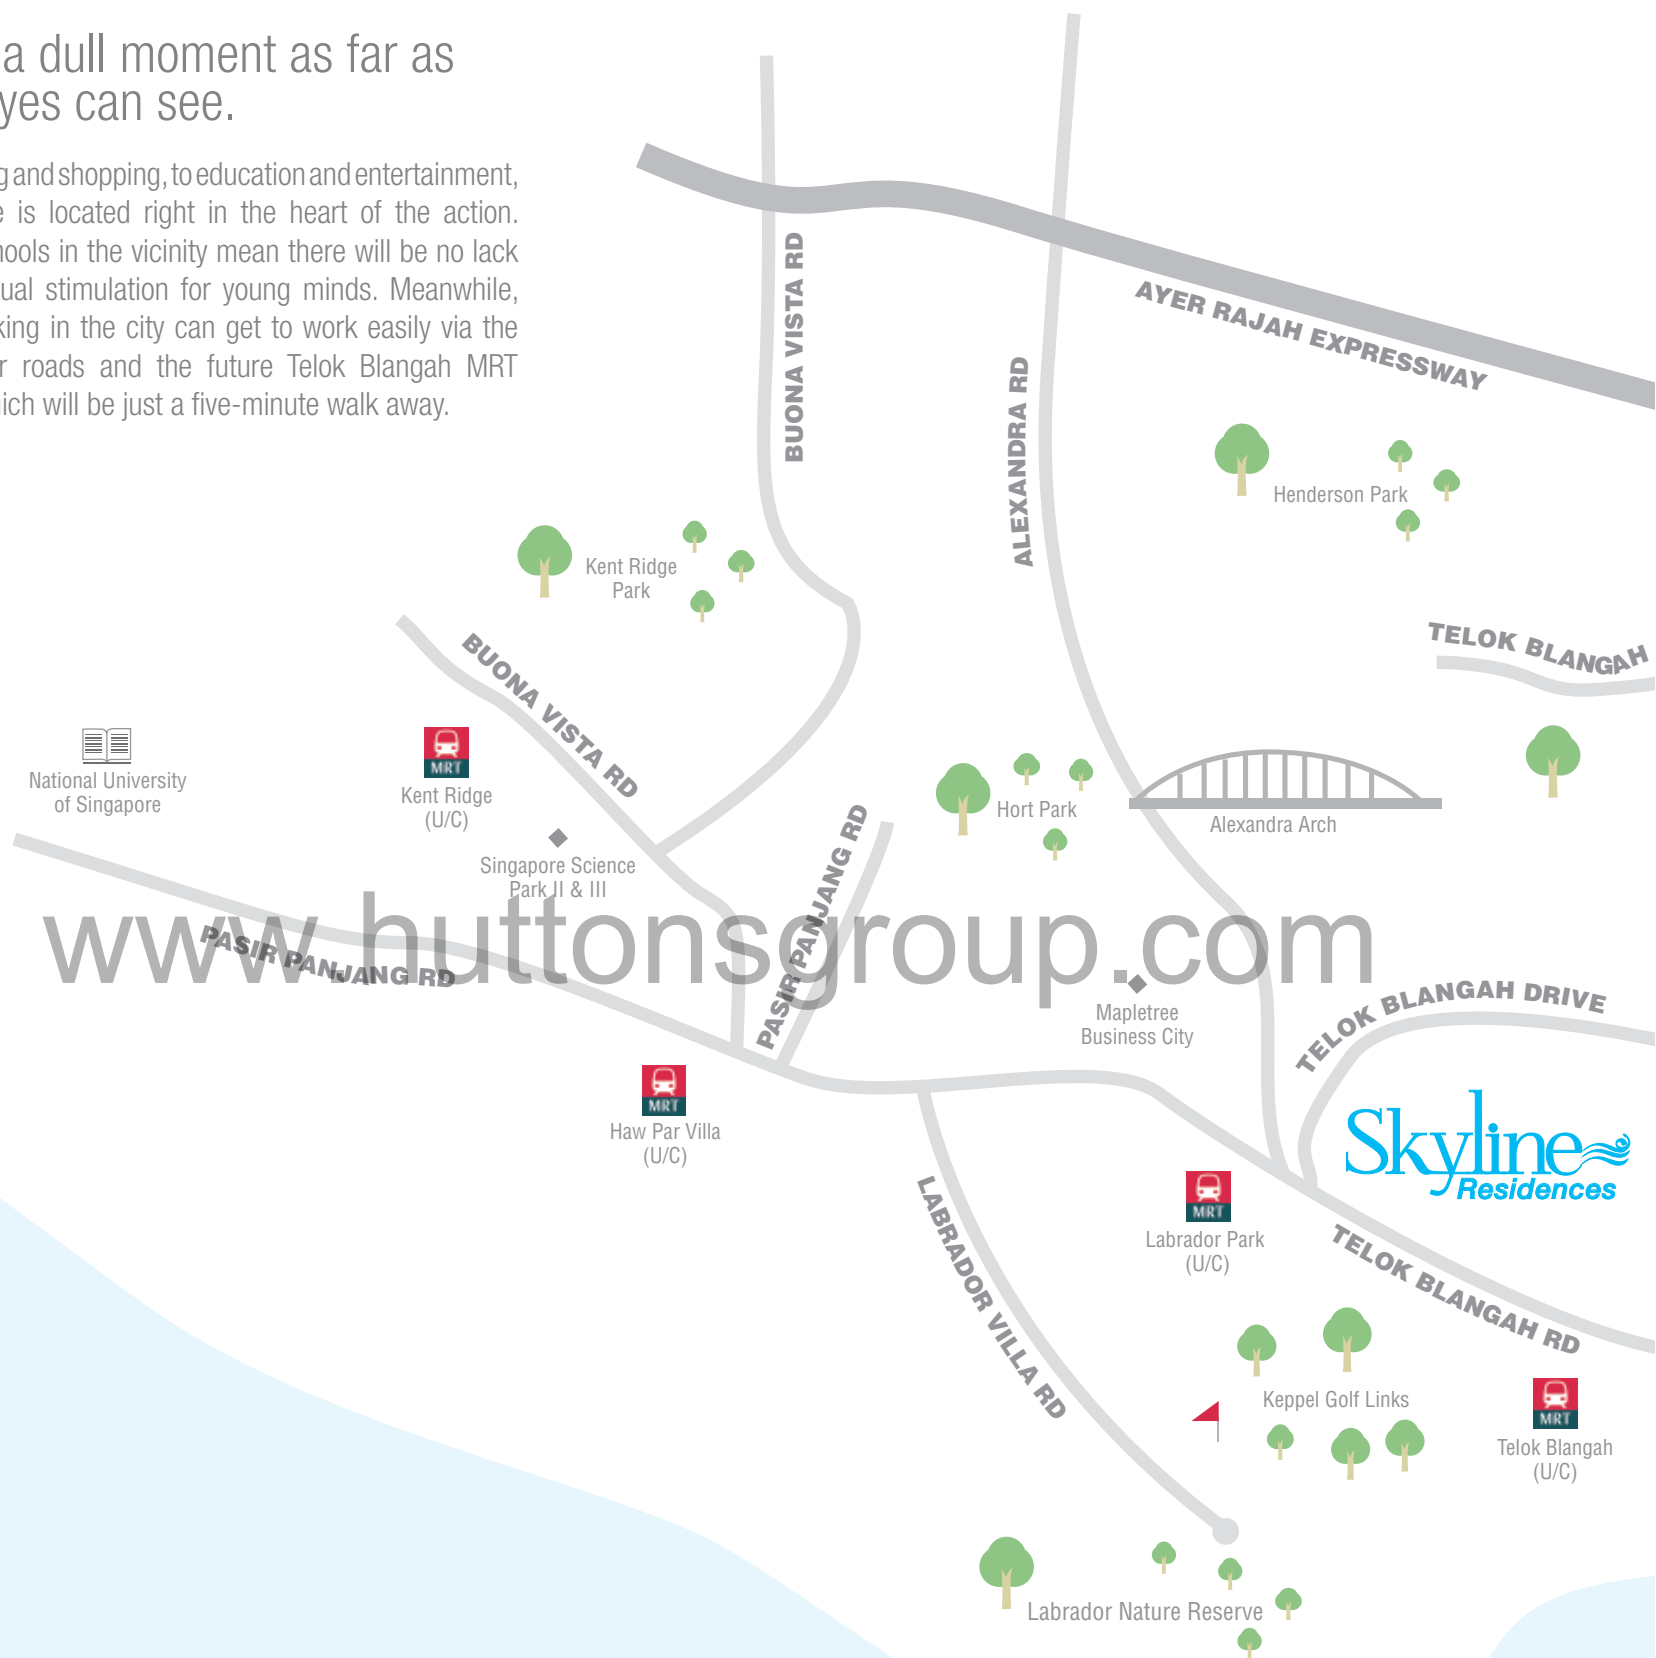 a dull moment as far as
yes can see.
g and shopping, to education and entertainment,
e is located right in the heart of the action.
hools in the vicinity mean there will be no lack
ual stimulation for young minds. Meanwhile,
king in the city can get to work easily via the
r roads and the future Telok Blangah MRT
hich will be just a five-minute walk away.
BUONA VISTA RD
ALEXANDRA RD
AYER RAJAH EXPRESSWAY
Henderson Park
Kent Ridge
Park
TELOK BLANGAH
BUONA VISTA RD
National University
of Singapore
MRT
Kent Ridge
(U/C)
Singapore Science
Park II & III
Hort Park
Alexandra Arch
PASIR PANJANG RD
PASIR PANJANG RD
www.huttonsgroup.com
Mapletree
Business City
TELOK BLANGAH DRIVE
MRT
Haw Par Villa
(U/C)
Skyline
Residences
LABRADOR VILLA RD
MRT
Labrador Park
(U/C)
TELOK BLANGAH RD
Keppel Golf Links
MRT
Telok Blangah
(U/C)
Labrador Nature Reserve